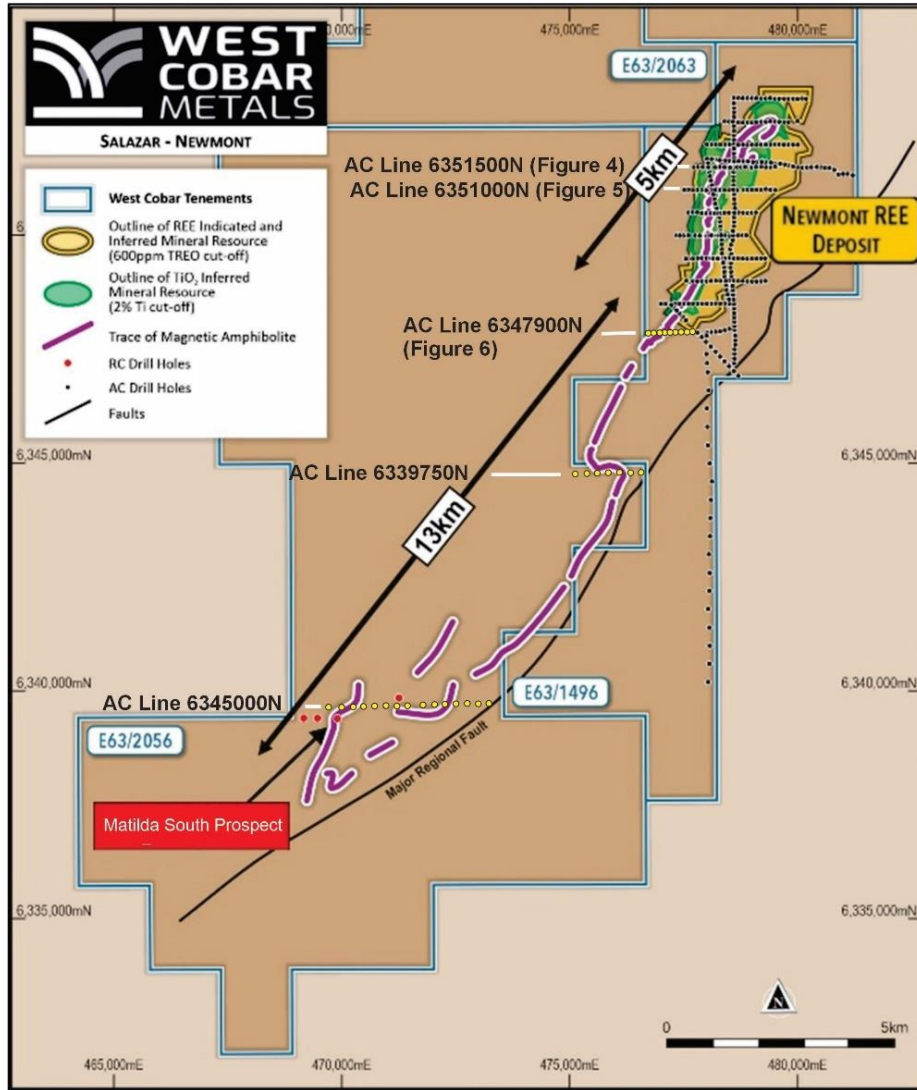 WEST
COBAR
METALS
SALAZAR - NEWMONT
West Cobar Tenements
Outline of REE Indicated and
Inferred Mineral Resource
(600ppm TREO cut-off)
Outline of TiO₂ Inferred
Mineral Resource
(2% Ti cut-off)
Trace of Magnetic Amphibolite
RC Drill Holes
AC Drill Holes
Faults
475,000mE
480,000mE
E63/2063
5km
AC Line 6351500N (Figure 4)
AC Line 6351000N (Figure 5)
NEWMONT REE
DEPOSIT
AC Line 6347900N
(Figure 6)
6,345,000mN
6,345,000mN
AC Line 6339750N
13km
6,340,000mN
6,340,000mN
AC Line 6345000N
E63/1496
E63/2056
Major Regional Fault
Matilda South Prospect
6,335,000mN
6,335,000mN
N
0
5km
465,000mE
470,000mE
475,000mE
480,000mE